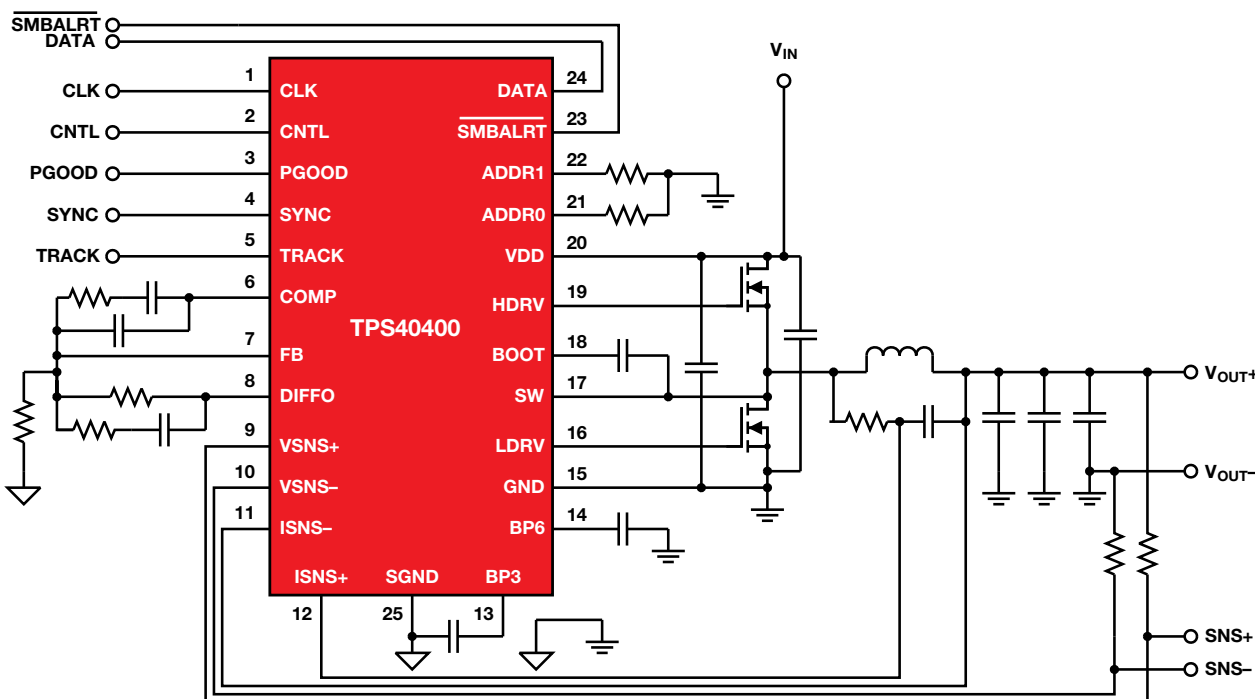 SMBALRT
DATA
CLK
CNTL
PGOOD
SYNC
TRACK
1
2
3
4
5
6
7
8
9
10
11
CLK
CNTL
PGOOD
SYNC
TRACK
COMP
FB
DIFFO
VSNS+
VSNS–
ISNS–
TPS40400
ISNS+ SGND BP3
12 25 13
DATA
SMBALRT
ADDR1
ADDR0
VDD
HDRV
BOOT
SW
LDRV
GND
BP6
24
23
22
21
20
19
18
17
16
15
14
VIN
VOUT+
VOUT–
SNS+
SNS–